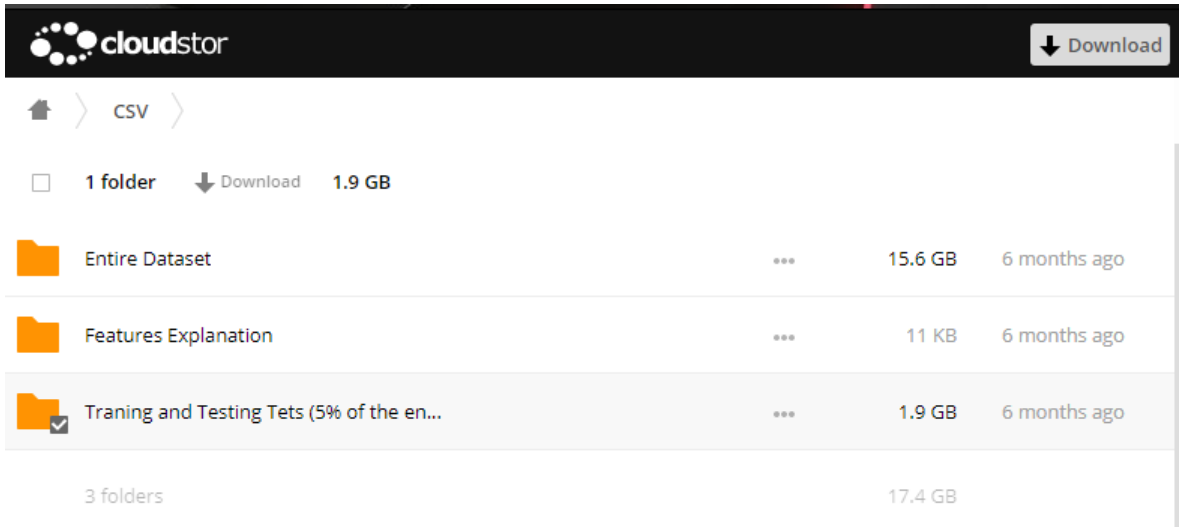 cloudstor
Download
CSV
1 folder Download 1.9 GB
Entire Dataset ••• 15.6 GB 6 months ago
Features Explanation ••• 11 KB 6 months ago
Traning and Testing Tets (5% of the en... ••• 1.9 GB 6 months ago
3 folders 17.4 GB